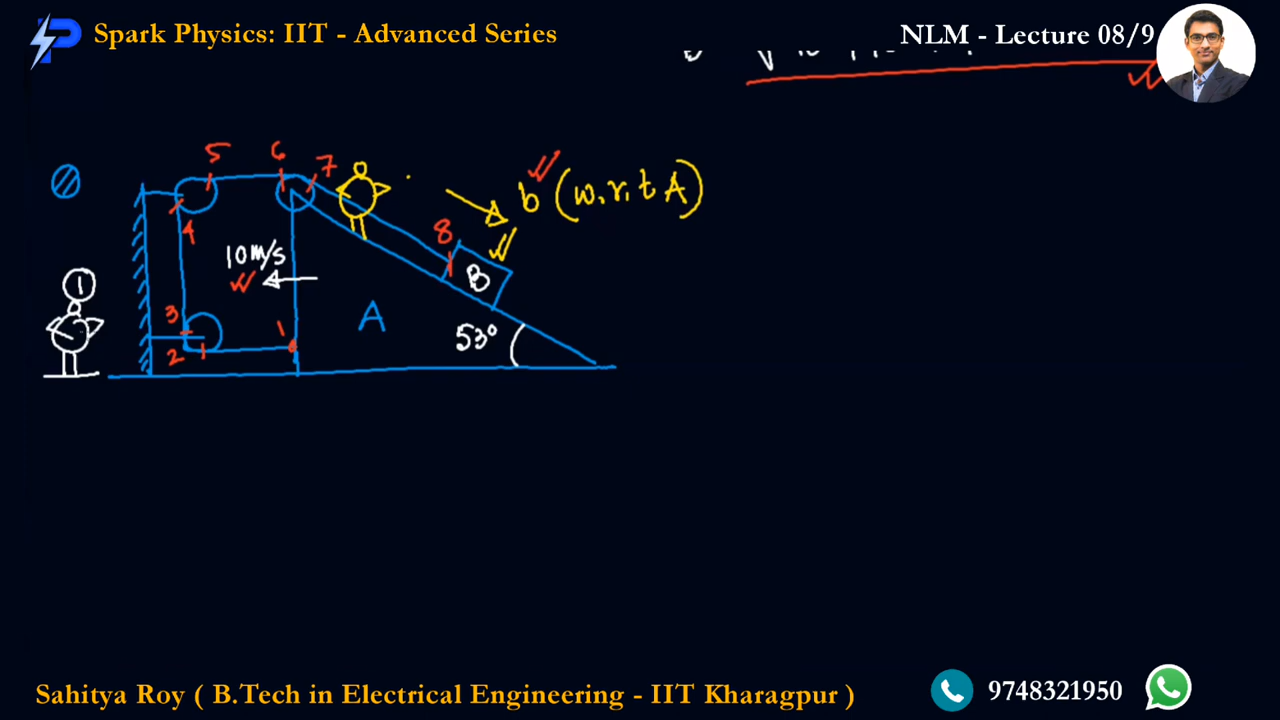 Spark Physics: IIT - Advanced Series
NLM - Lecture 08/9
5
6
7
b (w.r.t A)
4
8
10m/s
B
1
3
1
A
53°
2
Sahitya Roy ( B.Tech in Electrical Engineering - IIT Kharagpur )
9748321950